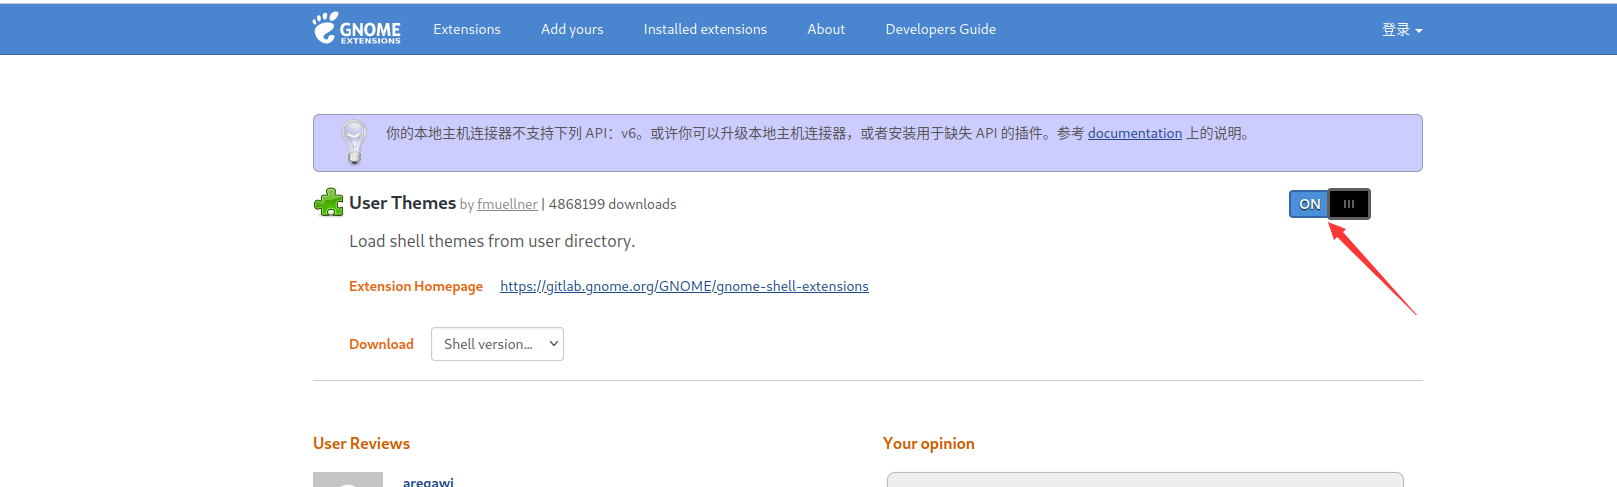 GNOME
EXTENSIONS
Extensions
Add yours
Installed extensions
About
Developers Guide
登录
你的本地主机连接器不支持下列 API：v6。或许你可以升级本地主机连接器，或者安装用于缺失 API 的插件。参考 documentation 上的说明。
User Themes by fmuellner | 4868199 downloads
ON
Load shell themes from user directory.
Extension Homepage https://gitlab.gnome.org/GNOME/gnome-shell-extensions
Download Shell version...
User Reviews
Your opinion
aregawi